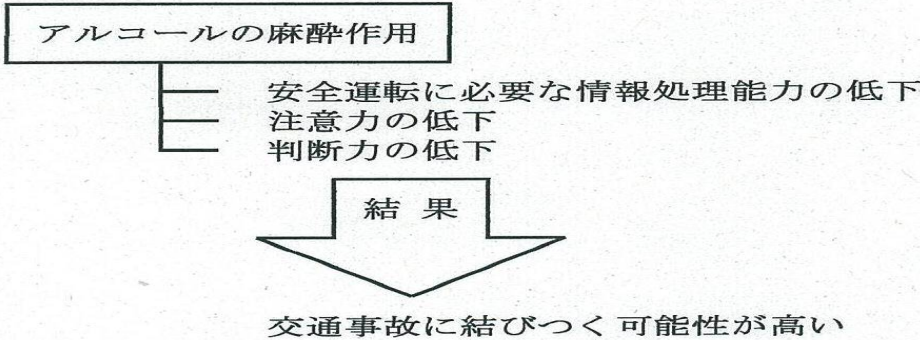 アルコールの麻酔作用
安全運転に必要な情報処理能力の低下
注意力の低下
判断力の低下
結果
交通事故に結びつく可能性が高い